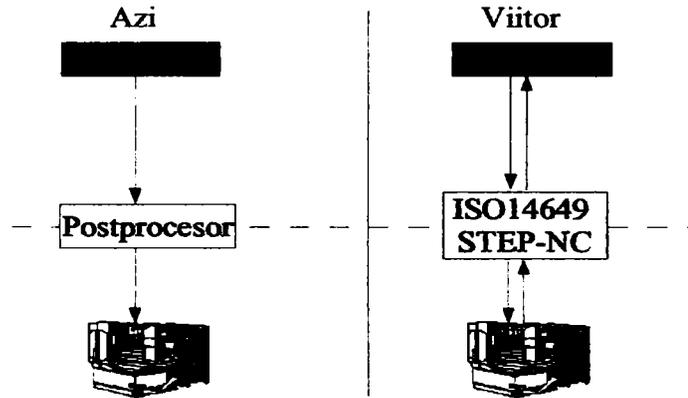 Azi
Viitor
Postprocesor
ISO14649
STEP-NC